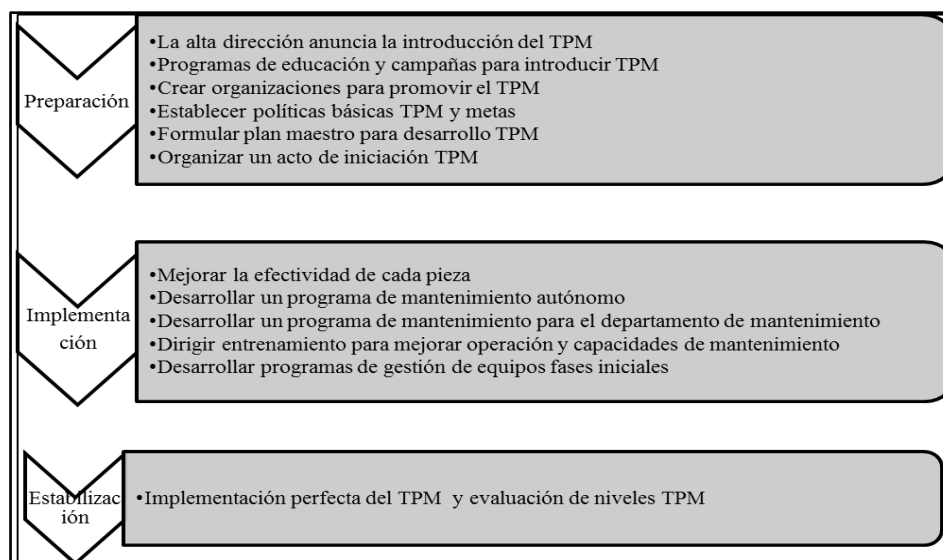 Preparación
•La alta dirección anuncia la introducción del TPM
•Programas de educación y campañas para introducir TPM
•Crear organizaciones para promovir el TPM
•Establecer políticas básicas TPM y metas
•Formular plan maestro para desarrollo TPM
•Organizar un acto de iniciación TPM
Implementa
ción
•Mejorar la efectividad de cada pieza
•Desarrollar un programa de mantenimiento autónomo
•Desarrollar un programa de mantenimiento para el departamento de mantenimiento
•Dirigir entrenamiento para mejorar operación y capacidades de mantenimiento
•Desarrollar programas de gestión de equipos fases iniciales
Estabilizac
ión
•Implementación perfecta del TPM y evaluación de niveles TPM